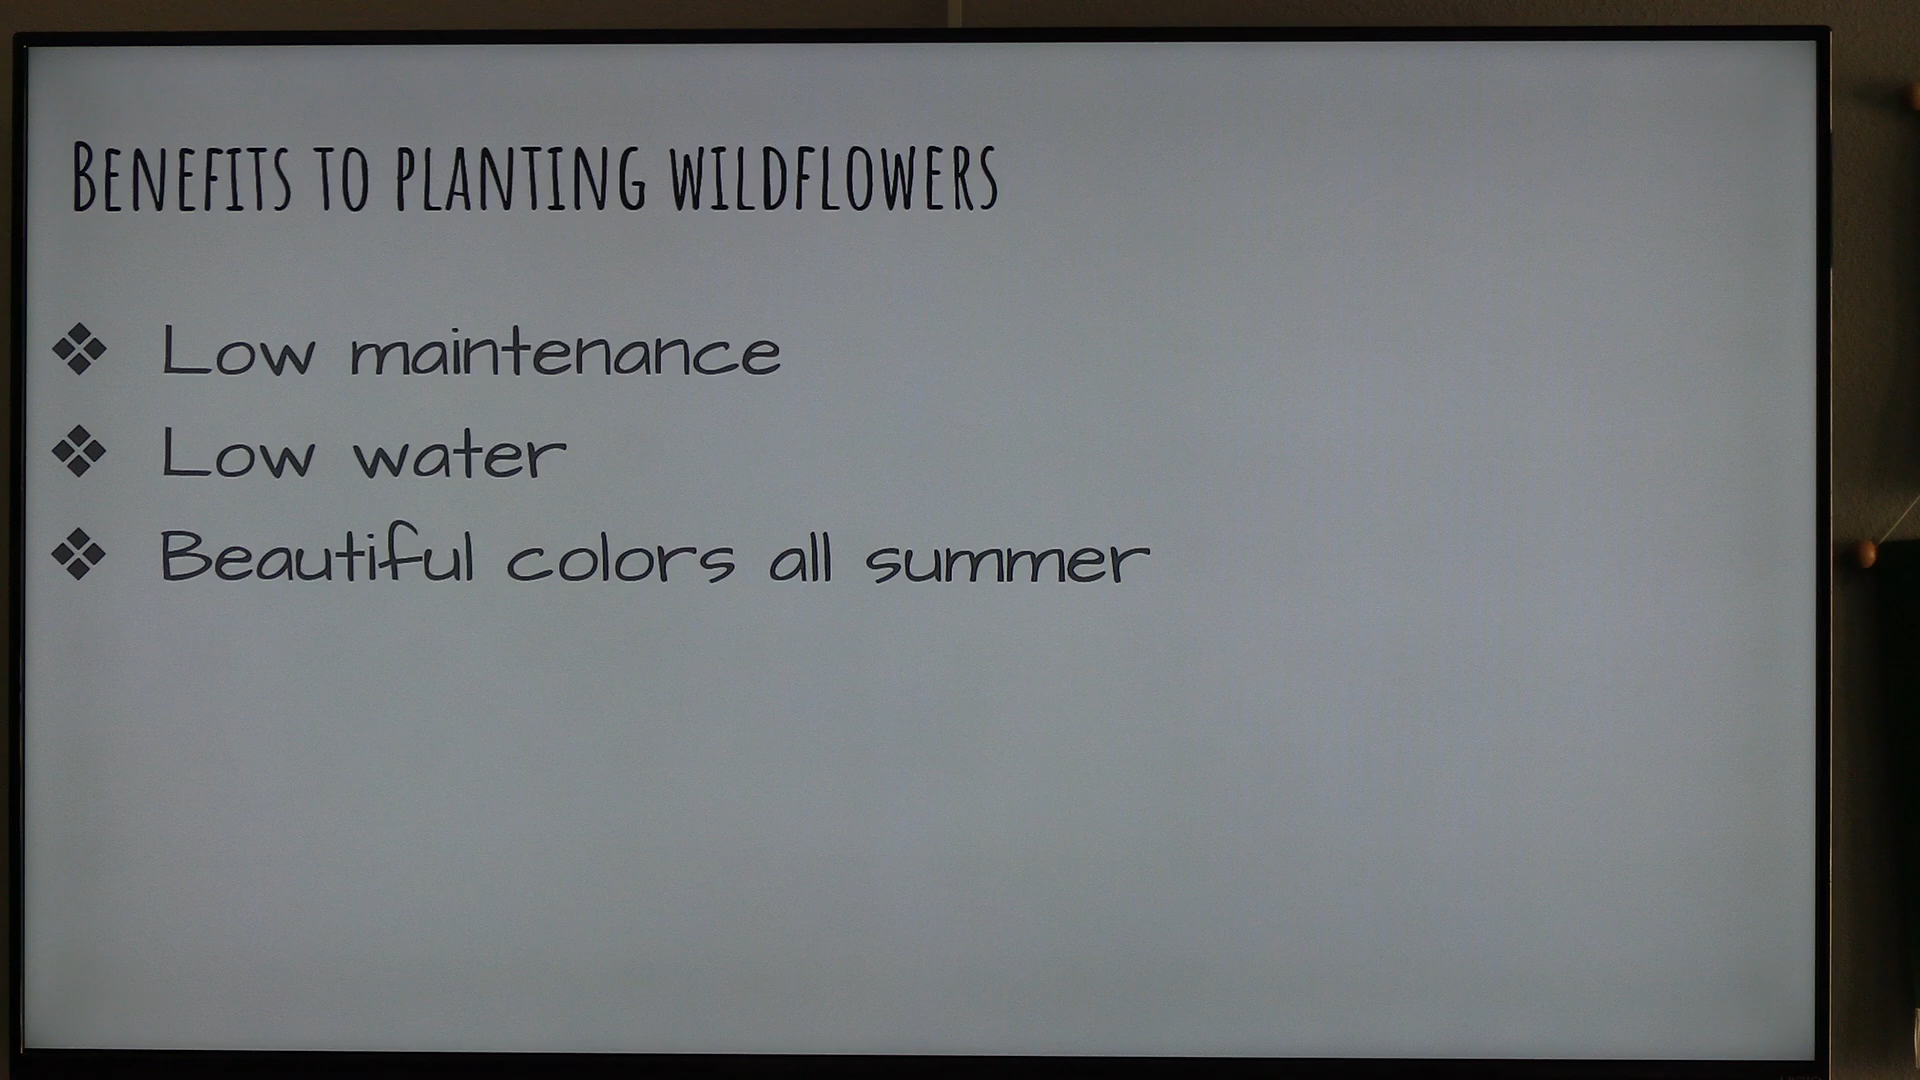 Benefits to planting wildflowers
❖ Low maintenance
❖ Low water
❖ Beautiful colors all summer